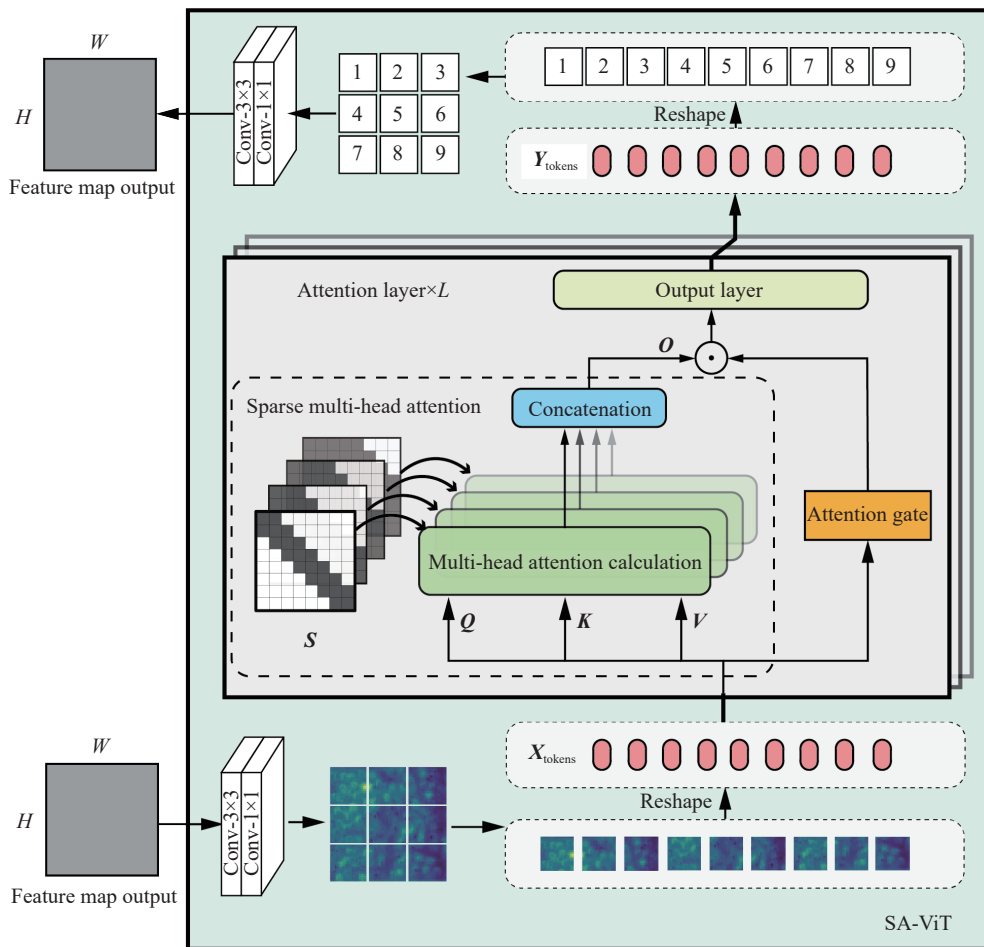 W
H
Feature map output
Conv-3×3
Conv-1×1
1 2 3
4 5 6
7 8 9
1 2 3 4 5 6 7 8 9
Reshape
Y tokens
Attention layer×L
Output layer
O
Sparse multi-head attention
Concatenation
Attention gate
Multi-head attention calculation
S
Q K V
X tokens
Reshape
W
H
Feature map output
Conv-3×3
Conv-1×1
SA-ViT